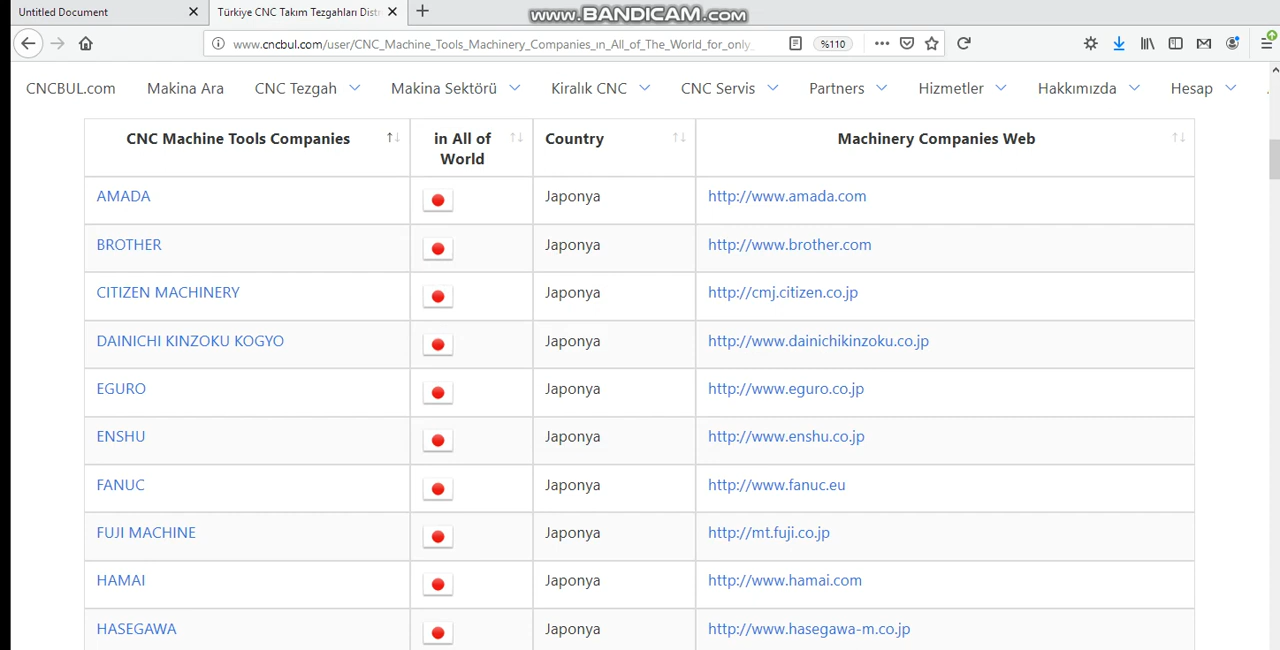 Untitled Document
Türkiye CNC Takım Tezgahları Distr
www.BANDICAM.com
www.cncbul.com/user/CNC_Machine_Tools_Machinery_Companies_ın_All_of_The_World_for_only_
%110
CNCBUL.com Makina Ara CNC Tezgah Makina Sektörü Kiralık CNC CNC Servis Partners Hizmetler Hakkımızda Hesap
CNC Machine Tools Companies in All of World Country Machinery Companies Web
AMADA Japonya http://www.amada.com
BROTHER Japonya http://www.brother.com
CITIZEN MACHINERY Japonya http://cmj.citizen.co.jp
DAINICHI KINZOKU KOGYO Japonya http://www.dainichikinzoku.co.jp
EGURO Japonya http://www.eguro.co.jp
ENSHU Japonya http://www.enshu.co.jp
FANUC Japonya http://www.fanuc.eu
FUJI MACHINE Japonya http://mt.fuji.co.jp
HAMAI Japonya http://www.hamai.com
HASEGAWA Japonya http://www.hasegawa-m.co.jp